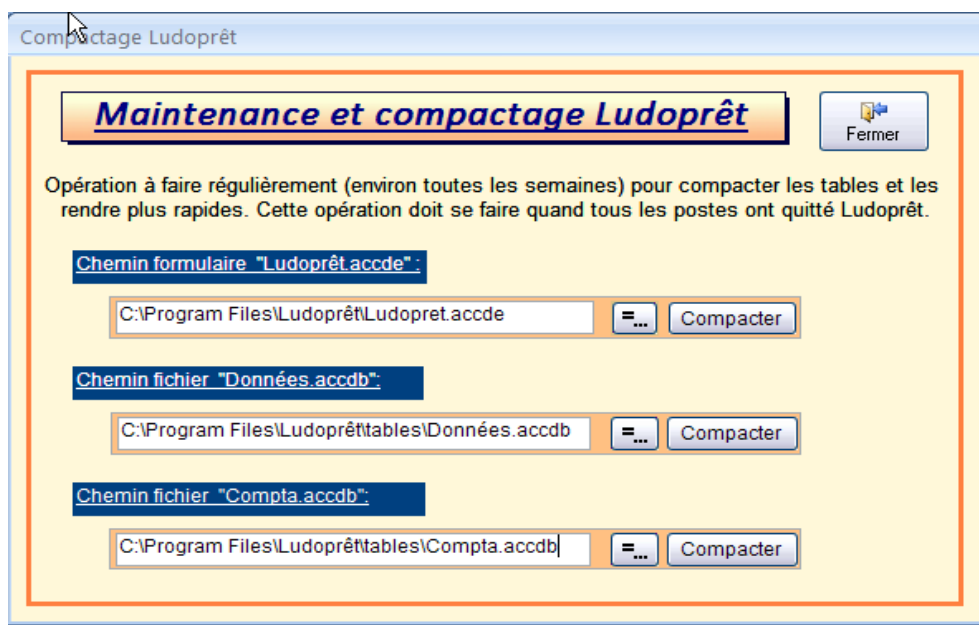 Compactage Ludoprêt
Maintenance et compactage Ludoprêt
Fermer
Opération à faire régulièrement (environ toutes les semaines) pour compacter les tables et les
rendre plus rapides. Cette opération doit se faire quand tous les postes ont quitté Ludoprêt.
Chemin formulaire "Ludoprêt.accde" :
C:\Program Files\Ludoprêt\Ludopret.accde
=... Compacter
Chemin fichier "Données.accdb":
C:\Program Files\Ludoprêt\tables\Données.accdb
=... Compacter
Chemin fichier "Compta.accdb":
C:\Program Files\Ludoprêt\tables\Compta.accdb
=... Compacter